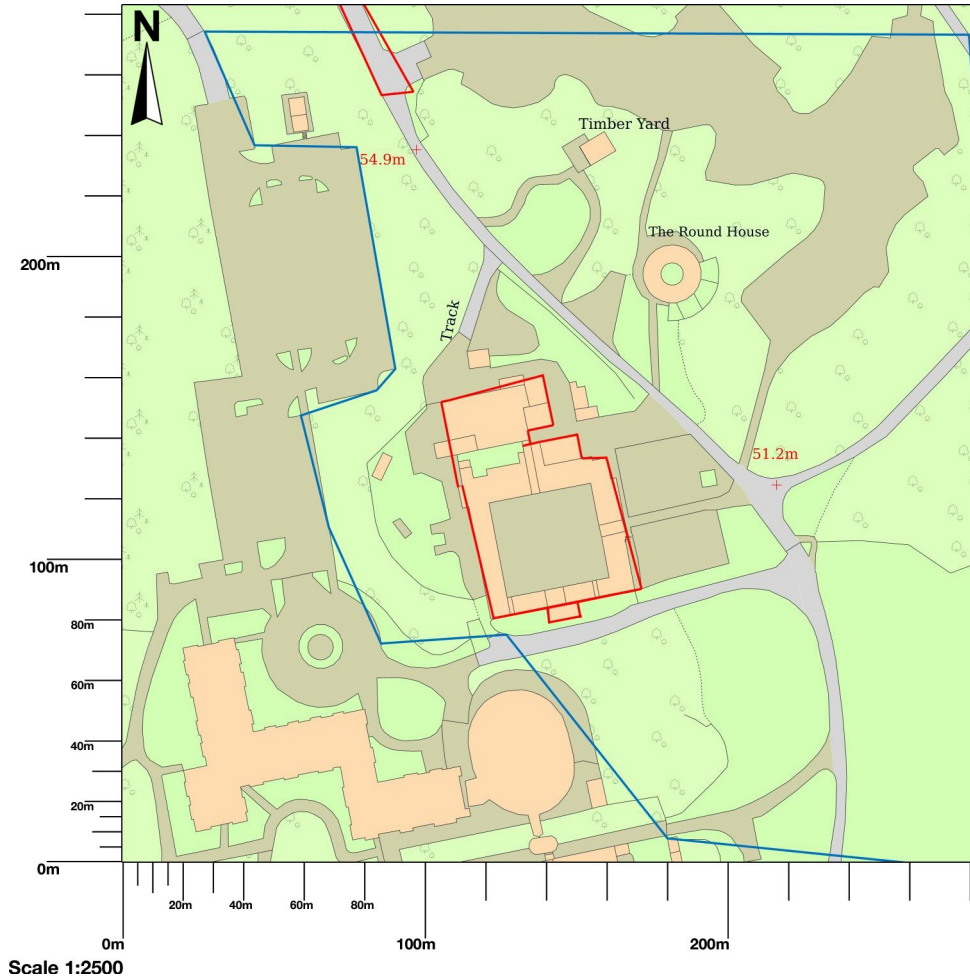 N
Timber Yard
54.9m
The Round House
200m
Track
51.2m
100m
80m
60m
40m
20m
0m
20m 40m 60m 80m
0m 100m 200m
Scale 1:2500